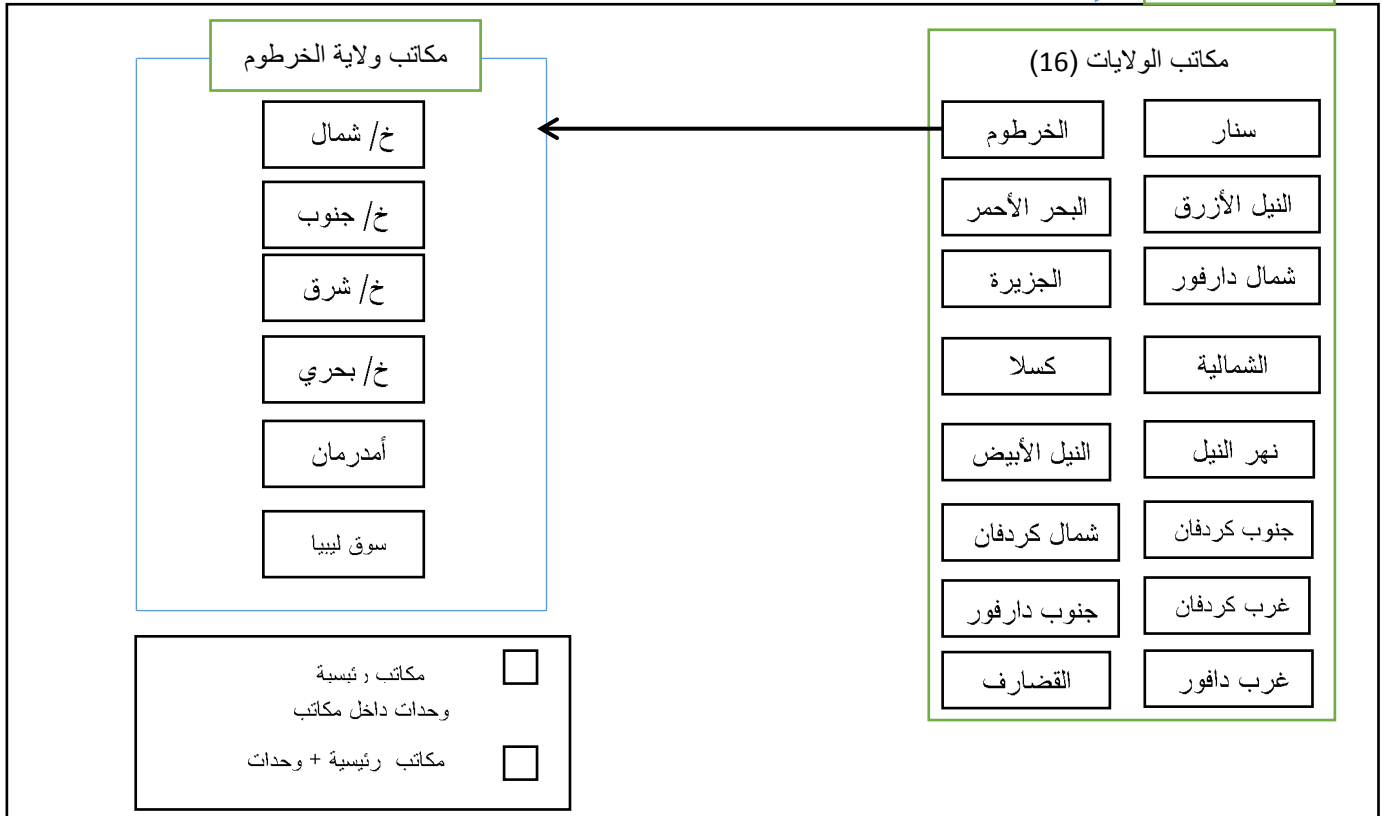 مكاتب الولايات (16)
سنار
الخرطوم
النيل الأزرق
البحر الأحمر
شمال دارفور
الجزيرة
الشمالية
كسلا
نهر النيل
النيل الأبيض
جنوب كردفان
شمال كردفان
غرب كردفان
جنوب دارفور
غرب دافور
القضارف
مكاتب ولاية الخرطوم
خ/ شمال
خ/ جنوب
خ/ شرق
خ/ بحري
أمدرمان
سوق ليبيا
مكاتب رئيسية
وحدات داخل مكاتب
مكاتب رئيسية + وحدات